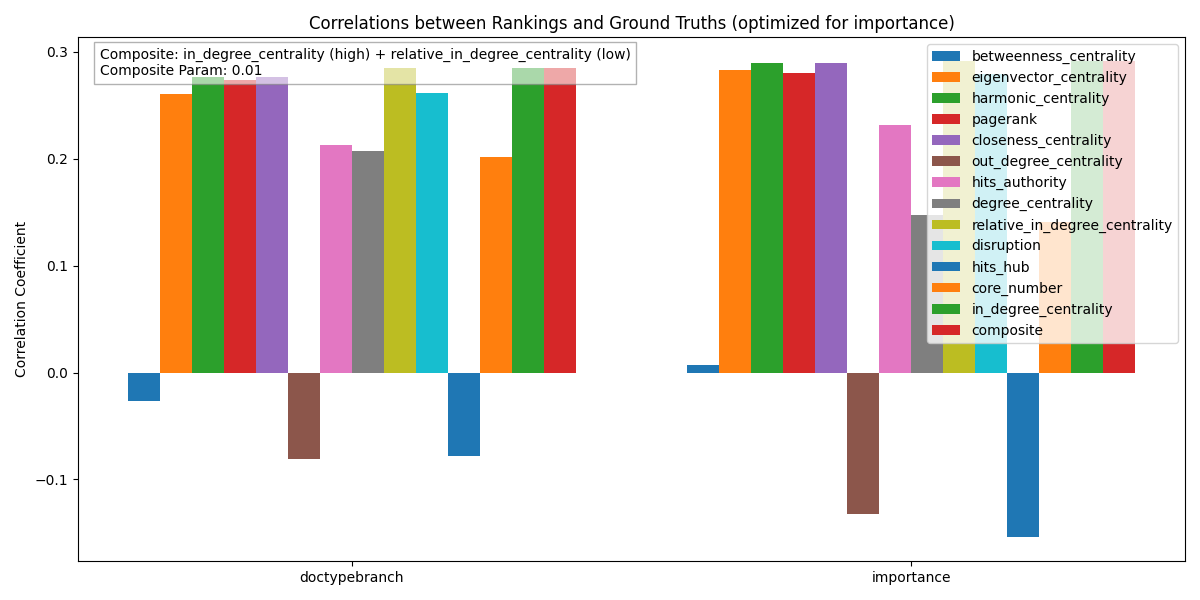 Correlations between Rankings and Ground Truths (optimized for importance)
Composite: in_degree_centrality (high) + relative_in_degree_centrality (low)
Composite Param: 0.01
betweenness_centrality
eigenvector_centrality
harmonic_centrality
pagerank
closeness_centrality
out_degree_centrality
hits_authority
degree_centrality
relative_in_degree_centrality
disruption
hits_hub
core_number
in_degree_centrality
composite
Correlation Coefficient
0.3
0.2
0.1
0.0
−0.1
doctypebranch
importance